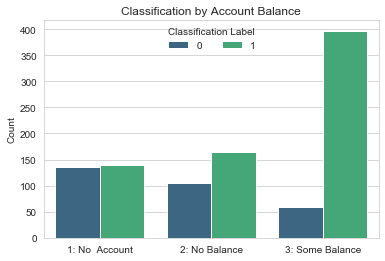 Classification by Account Balance
Classification Label
0 1
Count
400
350
300
250
200
150
100
50
0
1: No  Account 2: No Balance 3: Some Balance